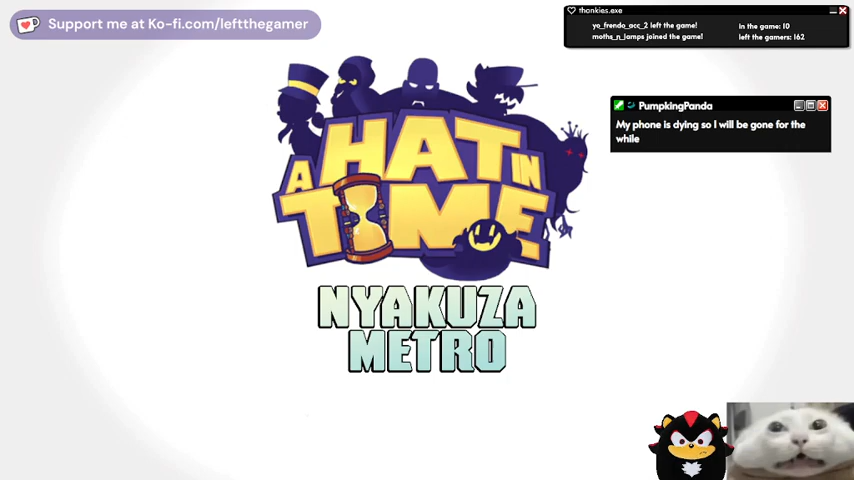 Support me at Ko-fi.com/leftthegamer
thankies.exe
yo_frendo_acc_2 left the game!
moths_n_lamps joined the game!
in the game: 10
left the gamers: 162
PumpkingPanda
My phone is dying so I will be gone for the
while
A HAT IN
TIME
NYAKUZA
METRO